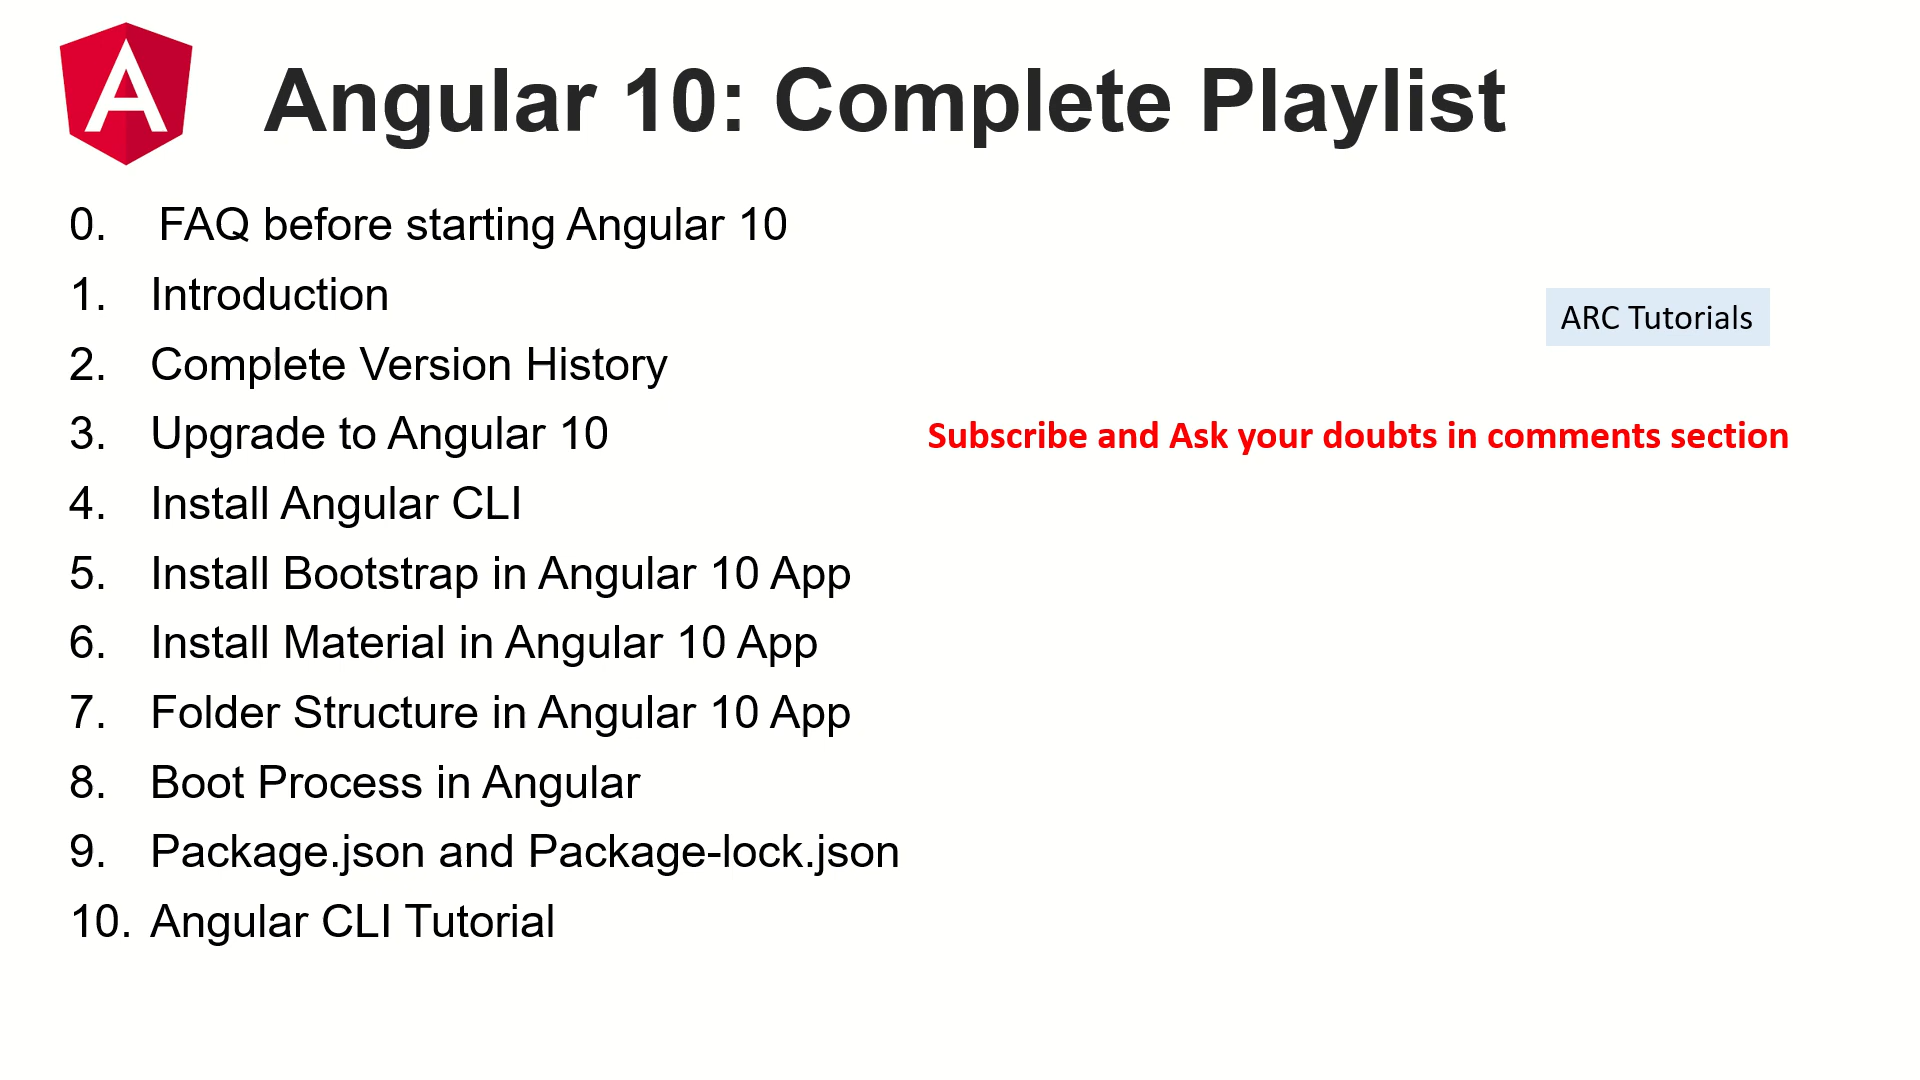 Angular 10: Complete Playlist
0. FAQ before starting Angular 10
1. Introduction
2. Complete Version History
3. Upgrade to Angular 10
4. Install Angular CLI
5. Install Bootstrap in Angular 10 App
6. Install Material in Angular 10 App
7. Folder Structure in Angular 10 App
8. Boot Process in Angular
9. Package.json and Package-lock.json
10. Angular CLI Tutorial
ARC Tutorials
Subscribe and Ask your doubts in comments section